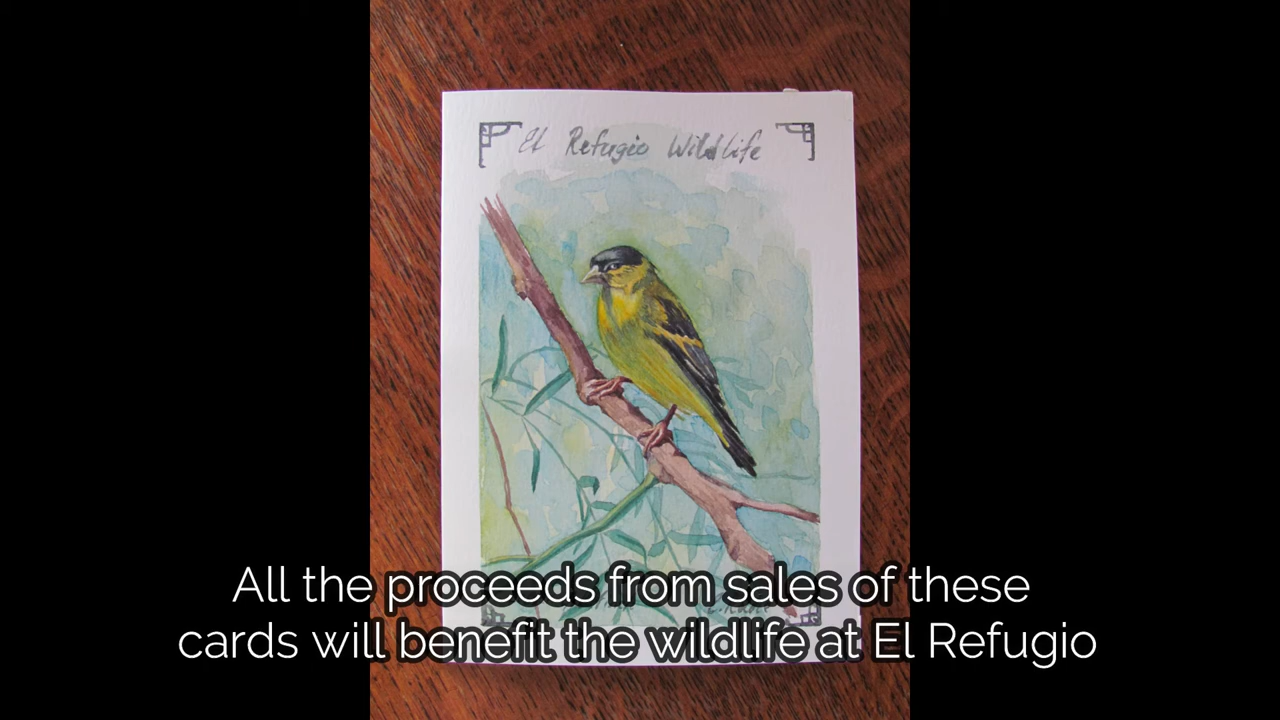 El Refugio Wildlife
All the proceeds from sales of these
cards will benefit the wildlife at El Refugio